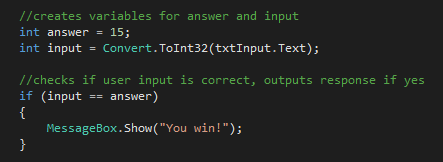 //creates variables for answer and input
int answer = 15;
int input = Convert.ToInt32(txtInput.Text);
//checks if user input is correct, outputs response if yes
if (input == answer)
{
MessageBox.Show("You win!");
}